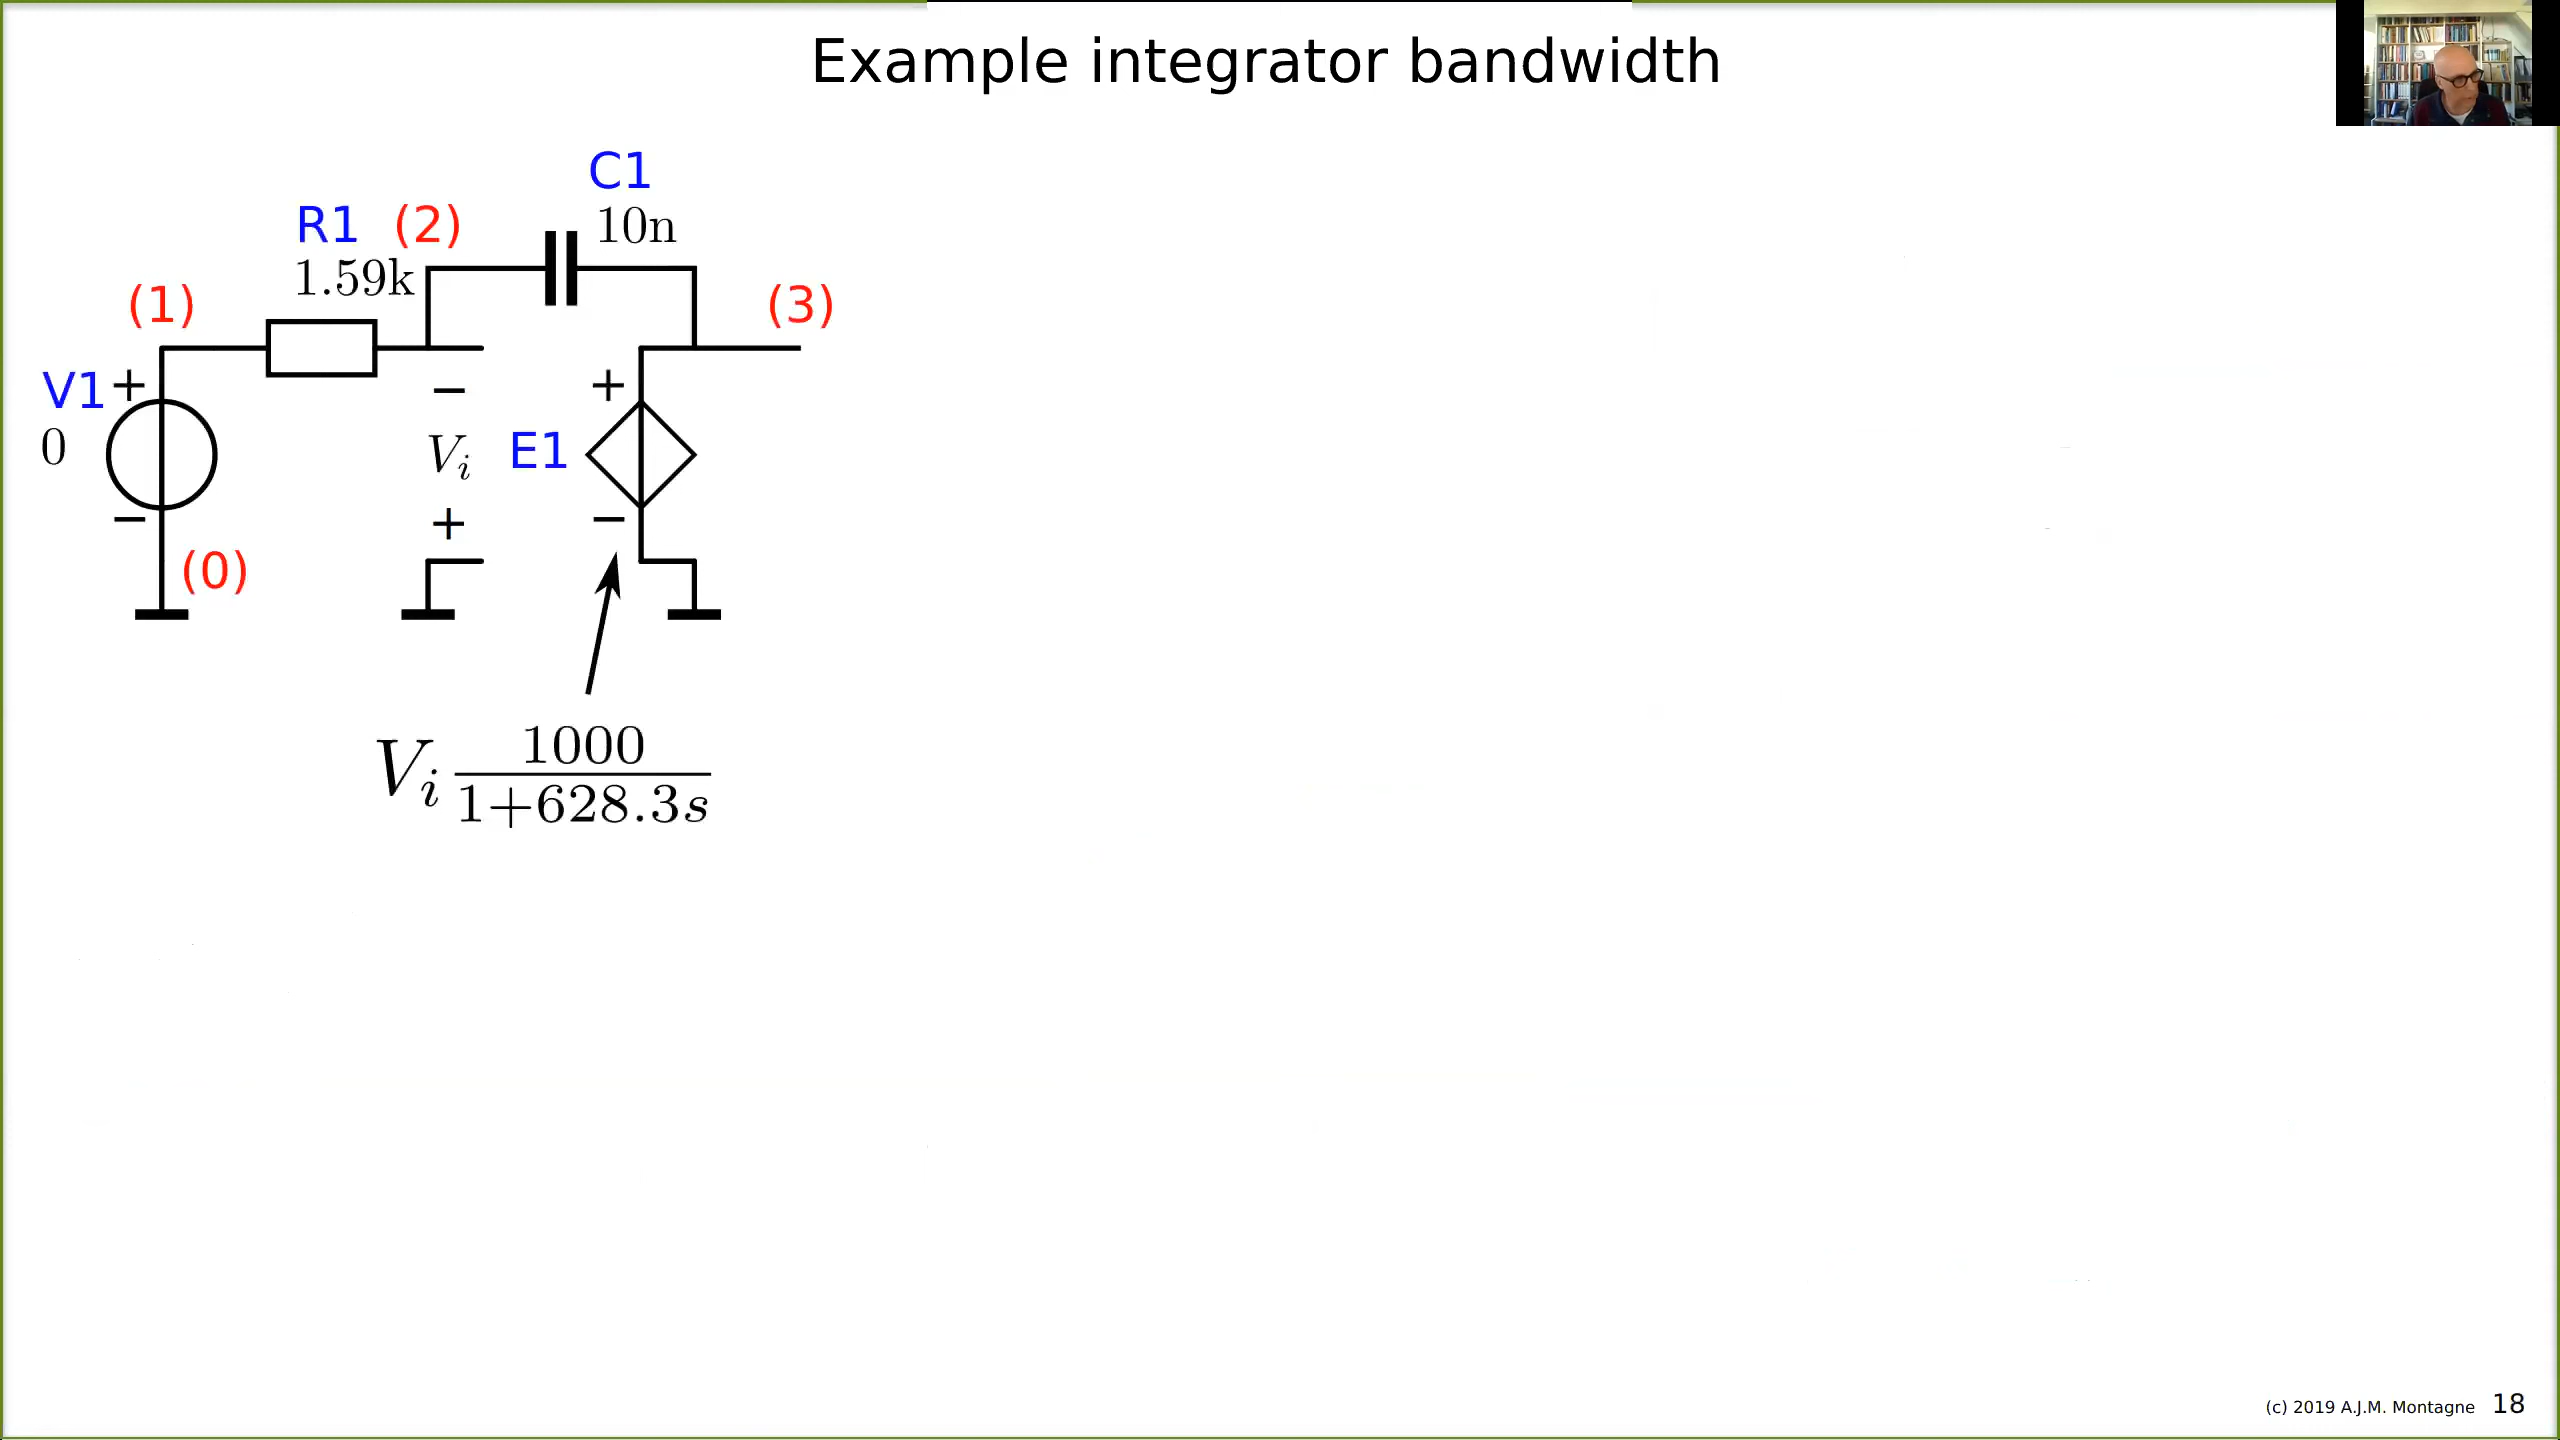 Example integrator bandwidth
C1
10n
R1 (2)
1.59k
(1)
(3)
V1 +
0
−
(0)
−
V_i
+
+
E1
−
V_i 1000/(1+628.3s)
(c) 2019 A.J.M. Montagne 18